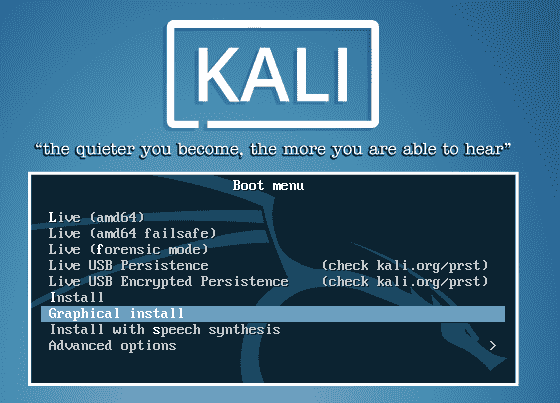 KALI
“the quieter you become, the more you are able to hear”
Boot menu
Live (amd64)
Live (amd64 failsafe)
Live (forensic mode)
Live USB Persistence (check kali.org/prst)
Live USB Encrypted Persistence (check kali.org/prst)
Install
Graphical install
Install with speech synthesis
Advanced options >